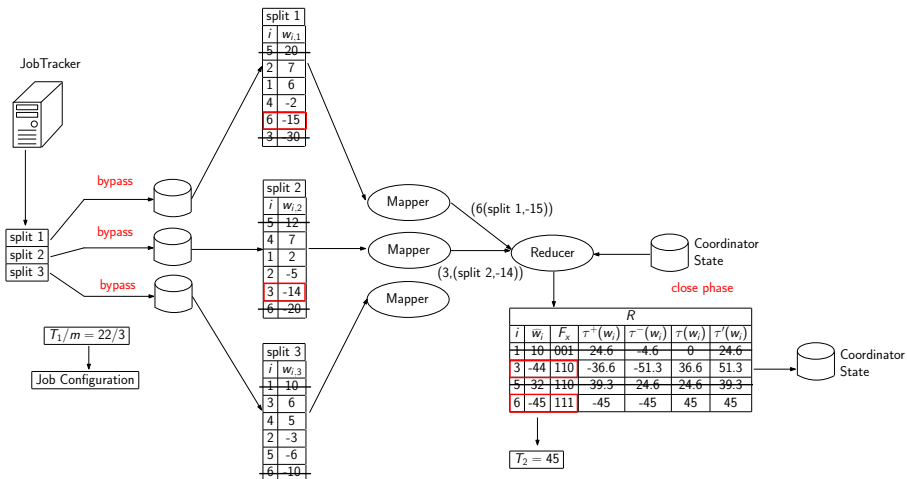 JobTracker
split 1
split 2
split 3
bypass
bypass
bypass
T₁/m = 22/3
Job Configuration
split 1
i w_{i,1}
5 20
2 7
1 6
4 -2
6 -15
3 -30
split 2
i w_{i,2}
5 12
4 7
1 2
2 -5
3 -14
6 -20
split 3
i w_{i,3}
1 10
3 6
4 5
2 -3
5 -6
6 -10
Mapper
Mapper
Mapper
(6(split 1,-15))
(3,(split 2,-14))
Reducer
Coordinator
State
close phase
R
i w̅_i F_x τ⁺(w_i) τ⁻(w_i) τ(w_i) τ′(w_i)
1 10 001 24.6 -4.6 0 24.6
3 -44 110 -36.6 -51.3 36.6 51.3
5 32 110 39.3 24.6 24.6 39.3
6 -45 111 -45 -45 45 45
Coordinator
State
T₂ = 45